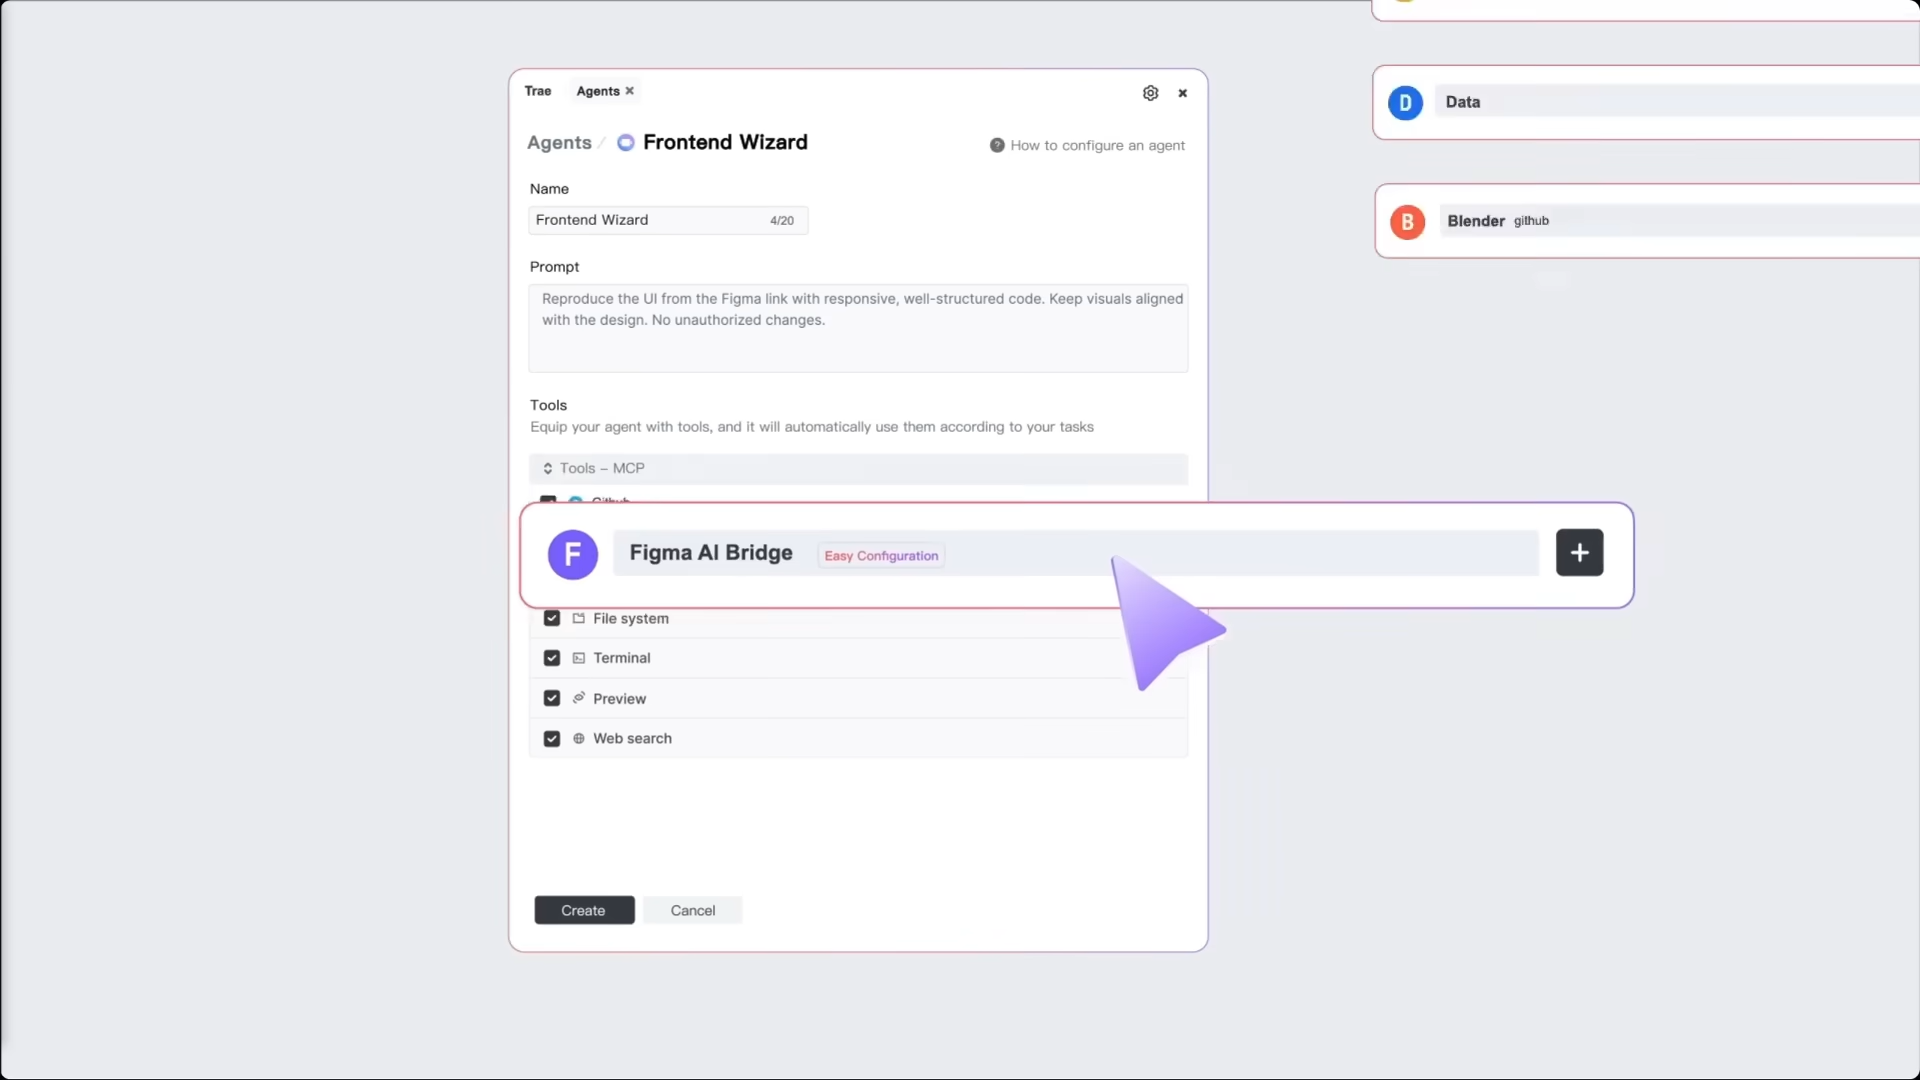 Trae
Agents
Agents / Frontend Wizard
? How to configure an agent
Name
Frontend Wizard 4/20
Prompt
Reproduce the UI from the Figma link with responsive, well-structured code. Keep visuals aligned
with the design. No unauthorized changes.
Tools
Equip your agent with tools, and it will automatically use them according to your tasks
Tools – MCP
Github
F Figma AI Bridge Easy Configuration +
File system
Terminal
Preview
Web search
Create Cancel
D Data
B Blender github